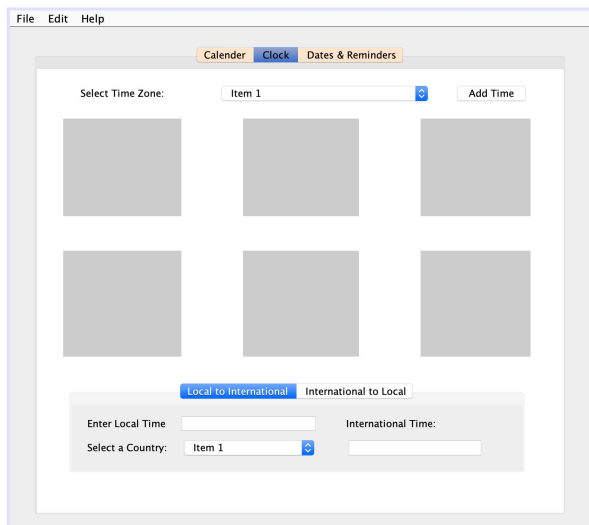 File Edit Help
Calender Clock Dates & Reminders
Select Time Zone: Item 1 Add Time
Local to International International to Local
Enter Local Time International Time:
Select a Country: Item 1